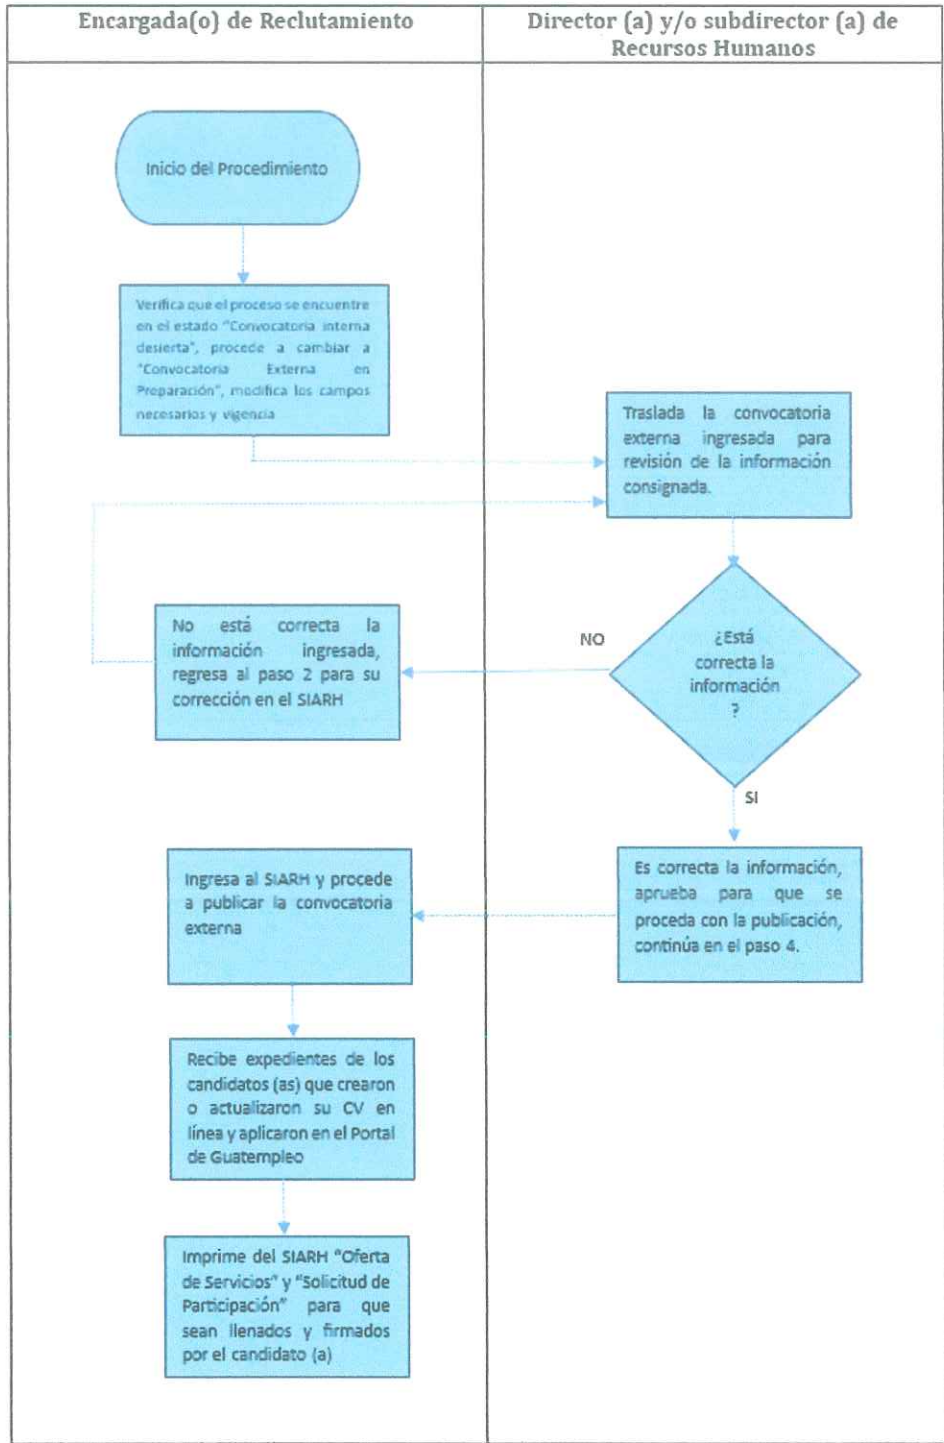 Encargada(o) de Reclutamiento
Director (a) y/o subdirector (a) de
Recursos Humanos
Inicio del Procedimiento
Verifica que el proceso se encuentre
en el estado "Convocatoria interna
desierta", procede a cambiar a
"Convocatoria Externa en
Preparación", modifica los campos
necesarios y vigencia
Traslada la convocatoria
externa ingresada para
revisión de la información
consignada.
¿Está
correcta la
información
?
NO
No está correcta la
información ingresada,
regresa al paso 2 para su
corrección en el SIARH
SI
Es correcta la información,
aprueba para que se
proceda con la publicación,
continúa en el paso 4.
Ingresa al SIARH y procede
a publicar la convocatoria
externa
Recibe expedientes de los
candidatos (as) que crearon
o actualizaron su CV en
línea y aplicaron en el Portal
de Guatempleo
Imprime del SIARH "Oferta
de Servicios" y "Solicitud de
Participación" para que
sean llenados y firmados
por el candidato (a)